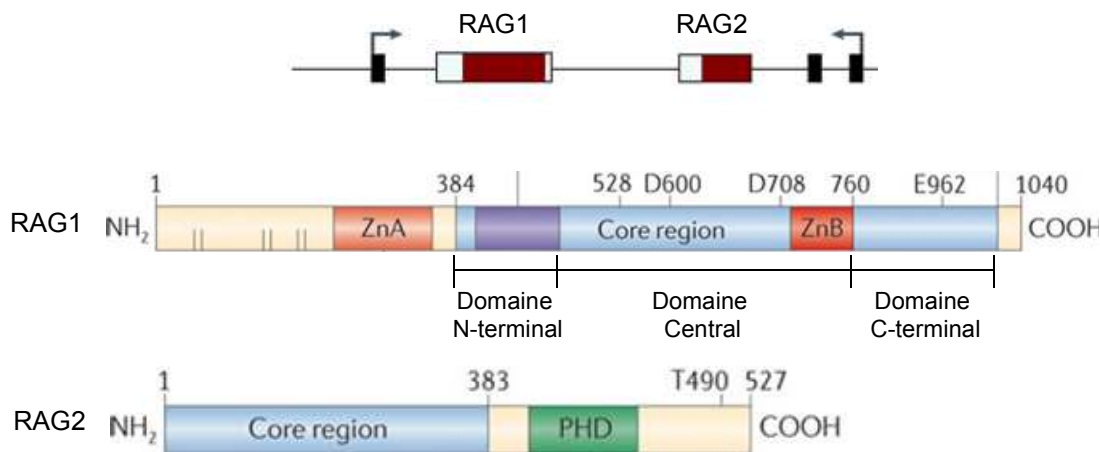 RAG1 RAG2
1 384 528 D600 D708 760 E962 1040
RAG1 NH2 ZnA Core region ZnB COOH
Domaine N-terminal
Domaine Central
Domaine C-terminal
1 383 T490 527
RAG2 NH2 Core region PHD COOH